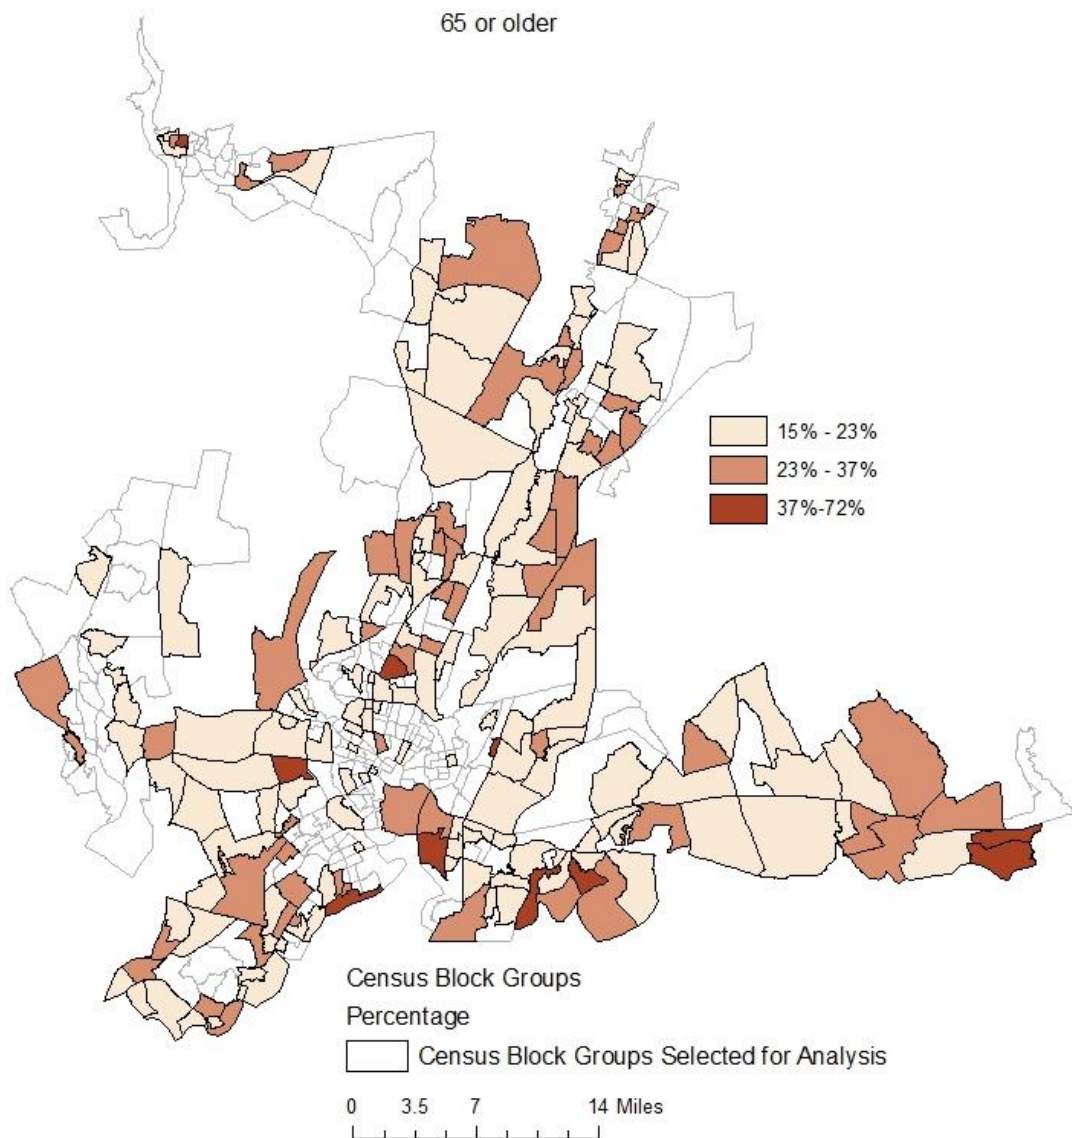 65 or older
15% - 23%
23% - 37%
37%-72%
Census Block Groups
Percentage
Census Block Groups Selected for Analysis
0 3.5 7 14 Miles